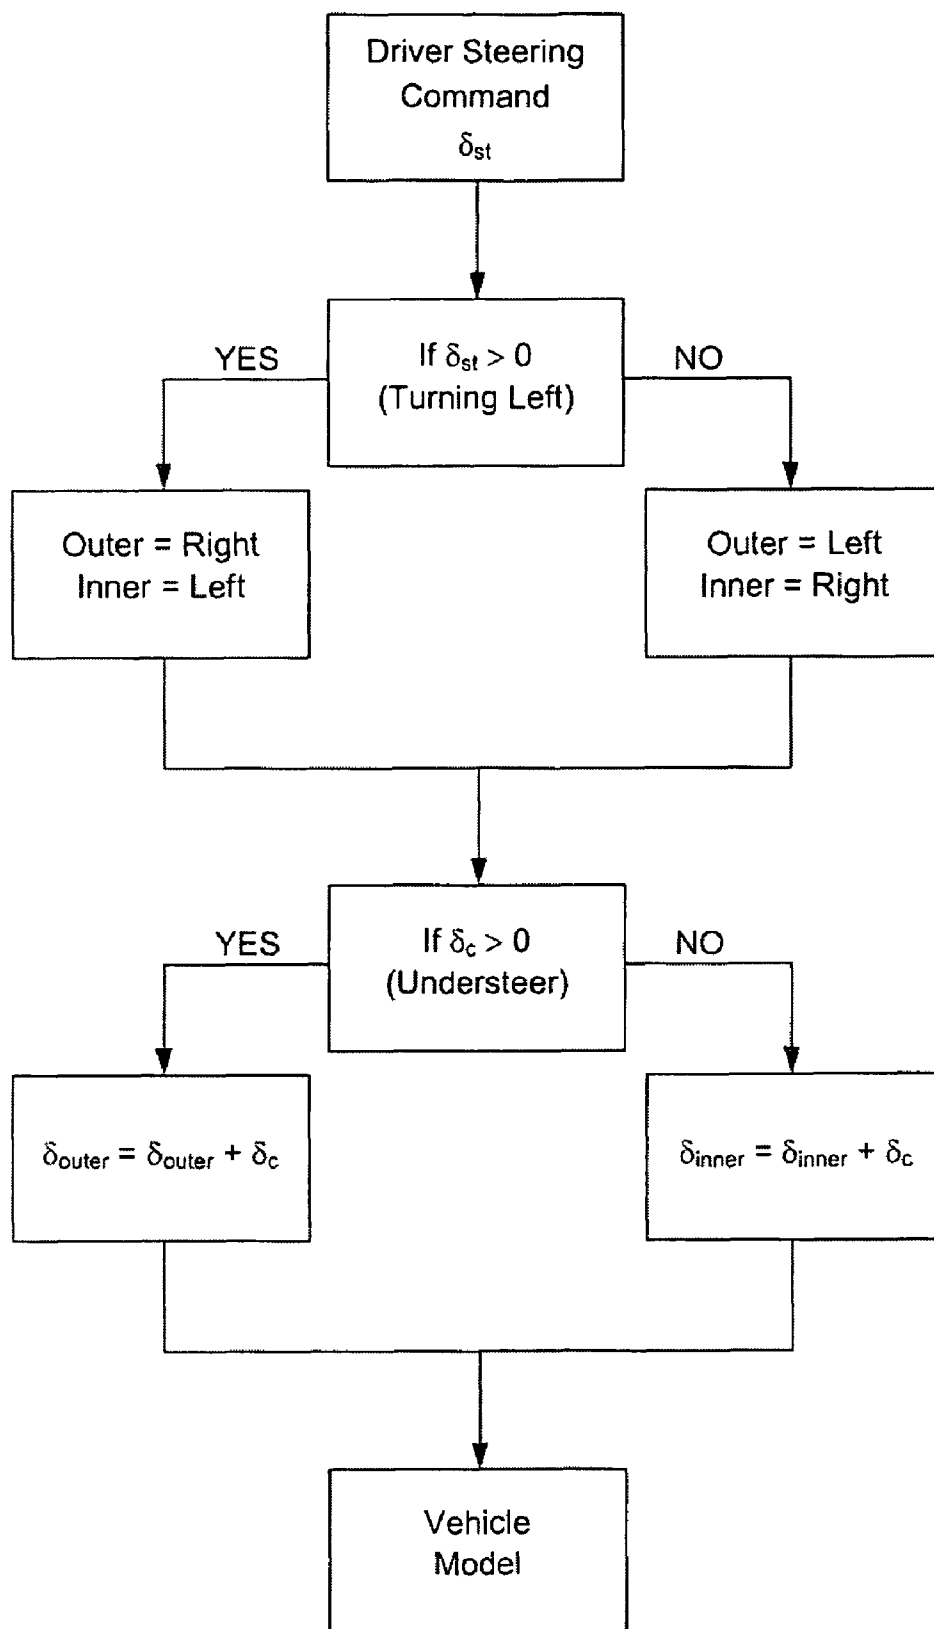 Driver Steering
Command
δst
If δst > 0
(Turning Left)
YES
NO
Outer = Right
Inner = Left
Outer = Left
Inner = Right
If δc > 0
(Understeer)
YES
NO
δouter = δouter + δc
δinner = δinner + δc
Vehicle
Model